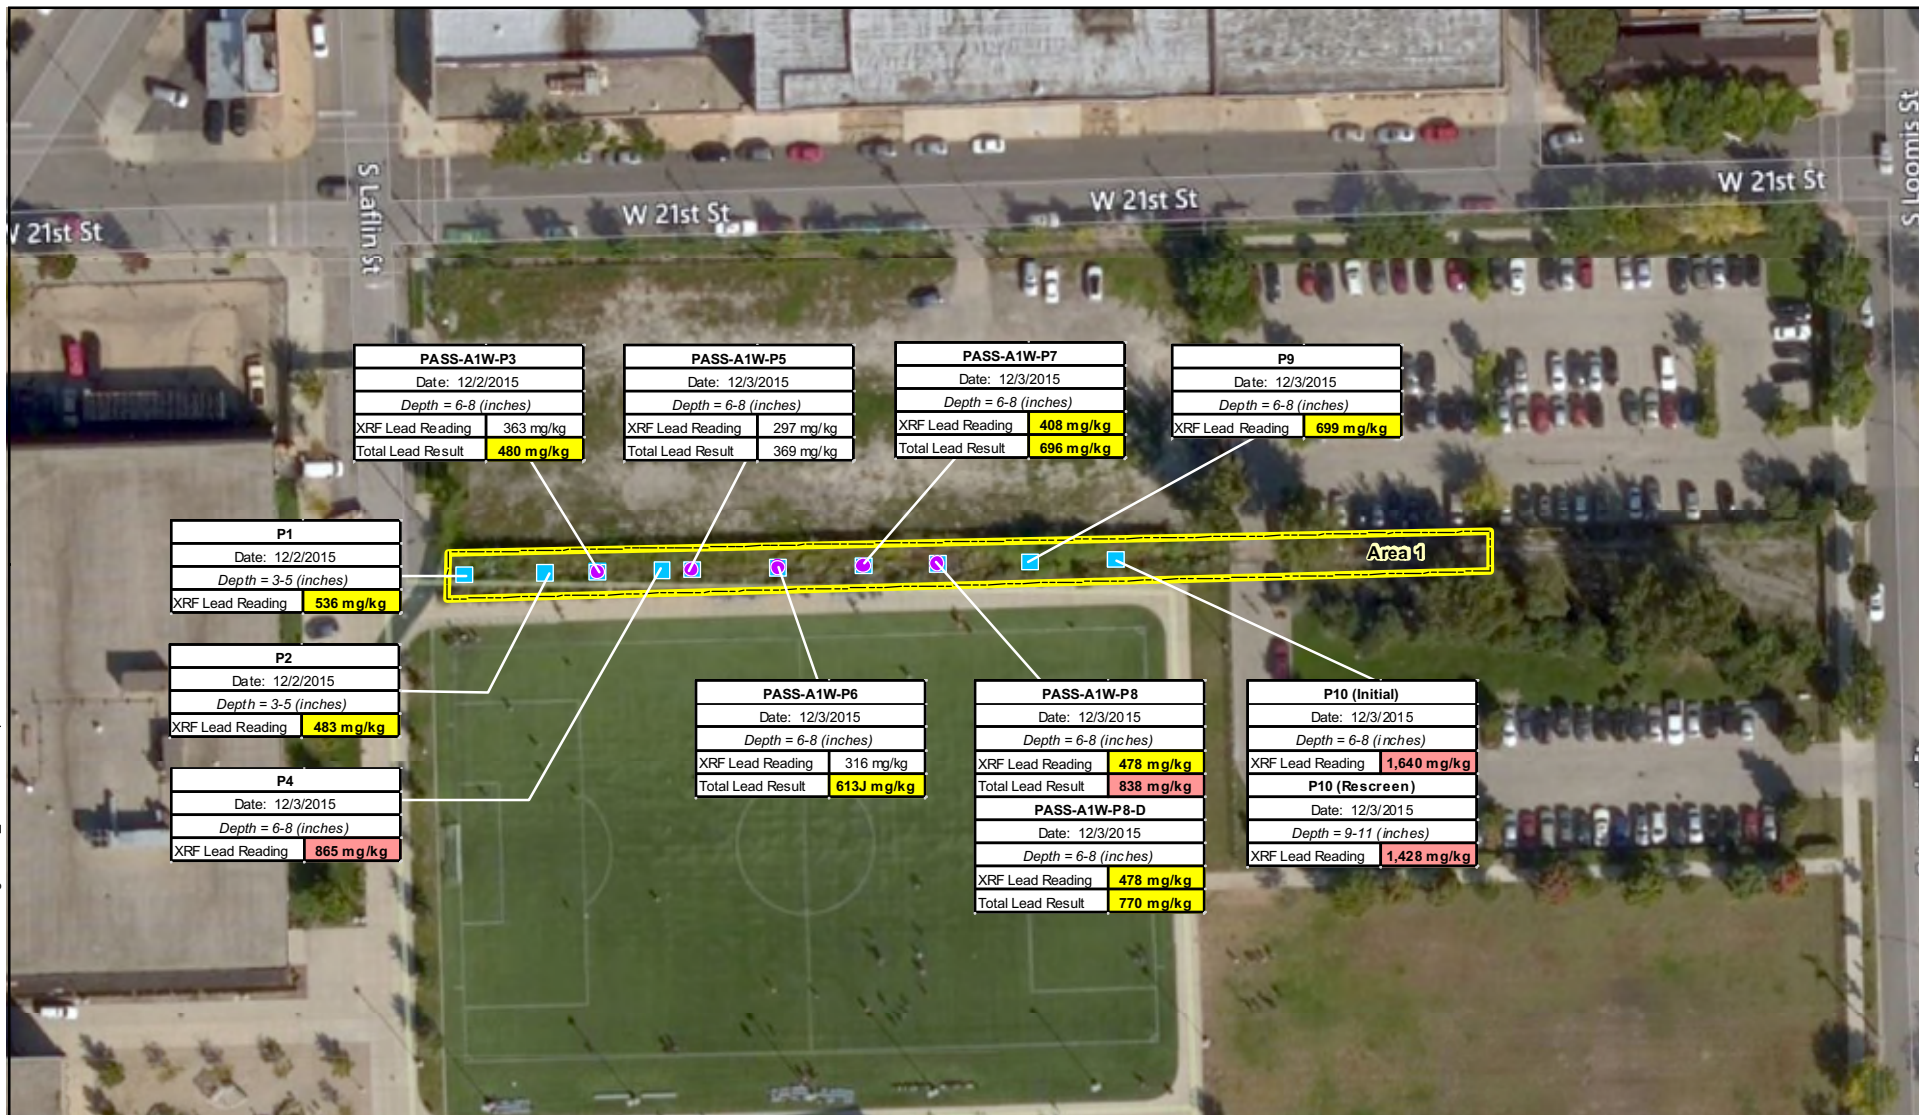 S Laflin St
W 21st St
W 21st St
W 21st St
W 21st St
S Loomis St
PASS-A1W-P3
Date: 12/2/2015
Depth = 6-8 (inches)
XRF Lead Reading 363 mg/kg
Total Lead Result 480 mg/kg
PASS-A1W-P5
Date: 12/3/2015
Depth = 6-8 (inches)
XRF Lead Reading 297 mg/kg
Total Lead Result 369 mg/kg
PASS-A1W-P7
Date: 12/3/2015
Depth = 6-8 (inches)
XRF Lead Reading 408 mg/kg
Total Lead Result 696 mg/kg
P9
Date: 12/3/2015
Depth = 6-8 (inches)
XRF Lead Reading 699 mg/kg
P1
Date: 12/2/2015
Depth = 3-5 (inches)
XRF Lead Reading 536 mg/kg
Area 1
P2
Date: 12/2/2015
Depth = 3-5 (inches)
XRF Lead Reading 483 mg/kg
P4
Date: 12/3/2015
Depth = 6-8 (inches)
XRF Lead Reading 865 mg/kg
PASS-A1W-P6
Date: 12/3/2015
Depth = 6-8 (inches)
XRF Lead Reading 316 mg/kg
Total Lead Result 613J mg/kg
PASS-A1W-P8
Date: 12/3/2015
Depth = 6-8 (inches)
XRF Lead Reading 478 mg/kg
Total Lead Result 838 mg/kg
PASS-A1W-P8-D
Date: 12/3/2015
Depth = 6-8 (inches)
XRF Lead Reading 478 mg/kg
Total Lead Result 770 mg/kg
P10 (Initial)
Date: 12/3/2015
Depth = 6-8 (inches)
XRF Lead Reading 1,640 mg/kg
P10 (Rescreen)
Date: 12/3/2015
Depth = 9-11 (inches)
XRF Lead Reading 1,428 mg/kg